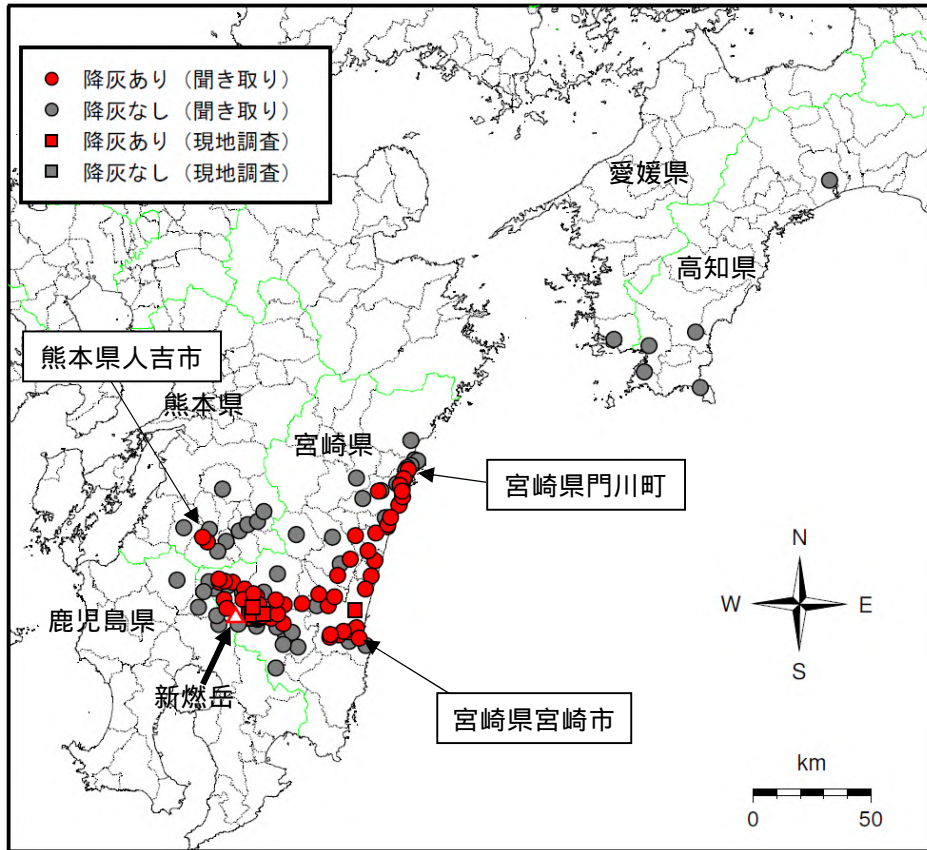 降灰あり（聞き取り）
降灰なし（聞き取り）
降灰あり（現地調査）
降灰なし（現地調査）
愛媛県
高知県
熊本県人吉市
熊本県
宮崎県
宮崎県門川町
鹿児島県
新燃岳
宮崎県宮崎市
N
W
E
S
km
0
50